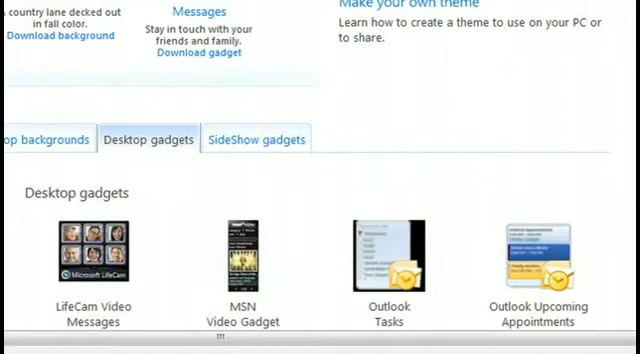 A country lane decked out
in fall color.
Download background
Messages
Stay in touch with your
friends and family.
Download gadget
Make your own theme
Learn how to create a theme to use on your PC or
to share.
op backgrounds
Desktop gadgets
SideShow gadgets
Desktop gadgets
Microsoft LifeCam
LifeCam Video
Messages
MSN
Video Gadget
Outlook
Tasks
Outlook Upcoming
Appointments